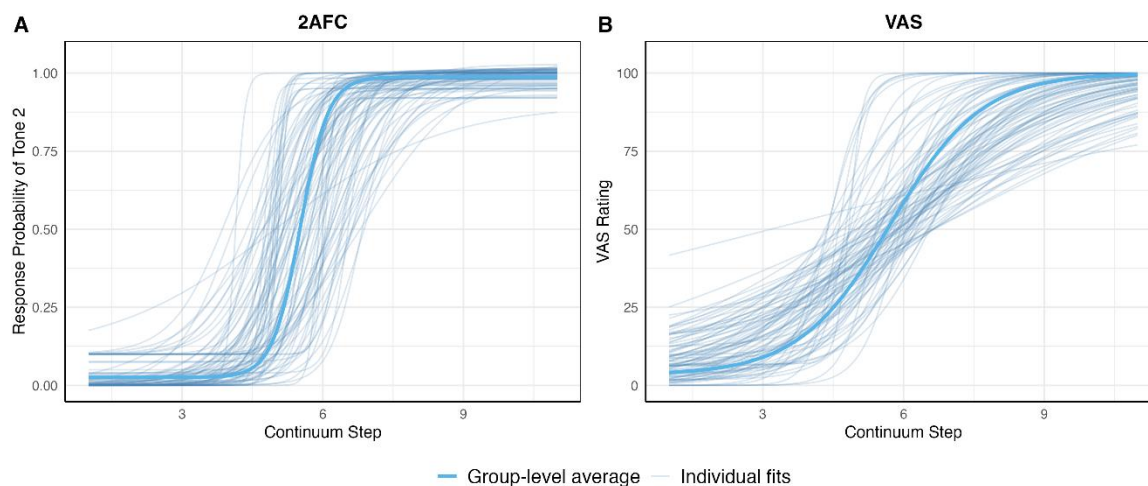 A
2AFC
Response Probability of Tone 2
1.00
0.75
0.50
0.25
0.00
3
6
9
Continuum Step
B
VAS
VAS Rating
100
75
50
25
0
3
6
9
Continuum Step
Group-level average
Individual fits